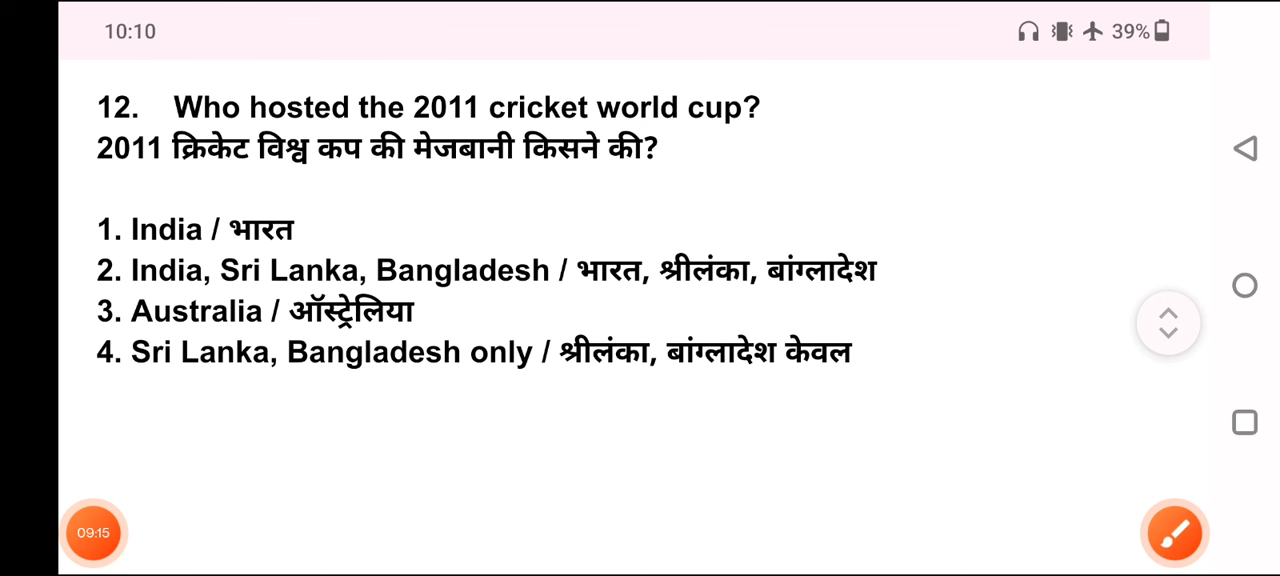 10:10
39%
12. Who hosted the 2011 cricket world cup?
2011 क्रिकेट विश्व कप की मेजबानी किसने की?
1. India / भारत
2. India, Sri Lanka, Bangladesh / भारत, श्रीलंका, बांग्लादेश
3. Australia / ऑस्ट्रेलिया
4. Sri Lanka, Bangladesh only / श्रीलंका, बांग्लादेश केवल
09:15